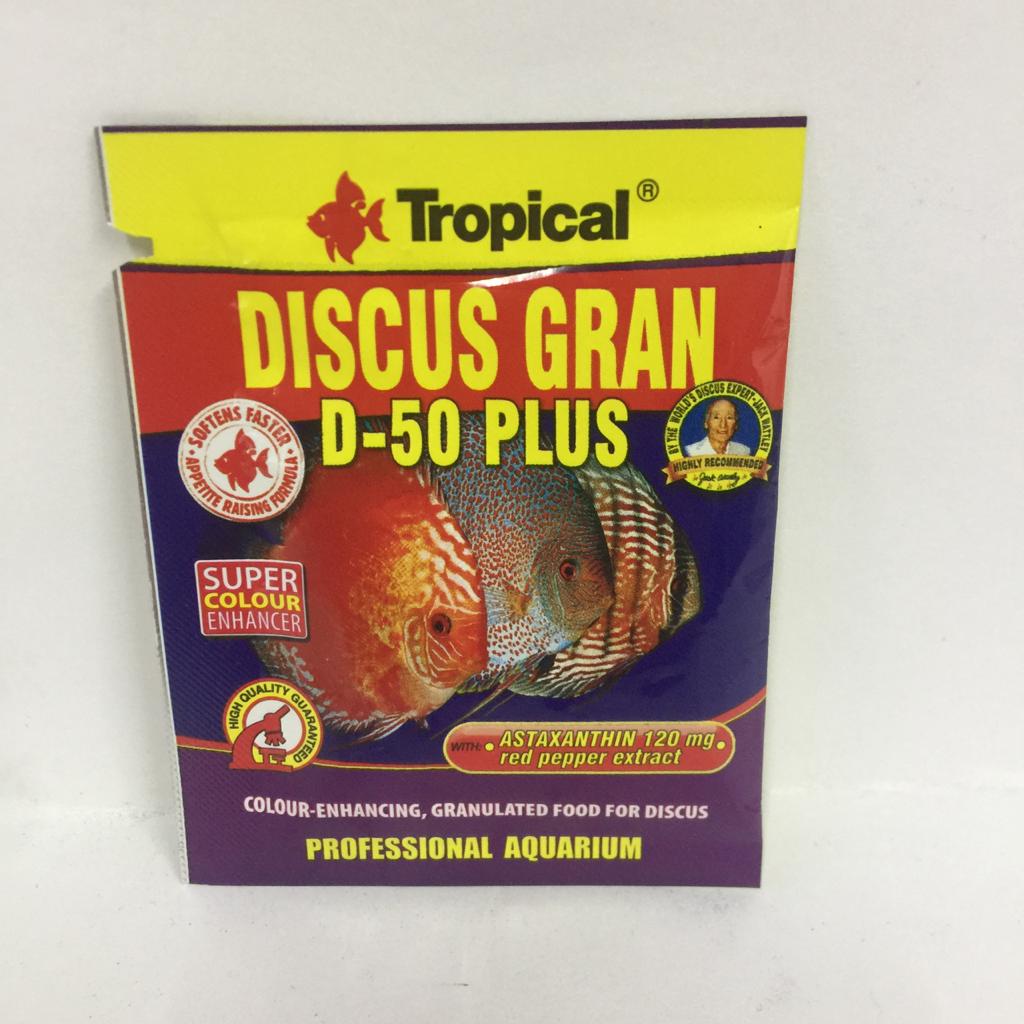 Tropical®
DISCUS GRAN
D-50 PLUS
• SOFTENS FASTER •
APPETITE RAISING FORMULA
BY THE WORLD'S DISCUS EXPERT-JACK WATTLEY
HIGHLY RECOMMENDED
SUPER
COLOUR
ENHANCER
HIGH QUALITY GUARANTEED
WITH: • ASTAXANTHIN 120 mg •
red pepper extract
COLOUR-ENHANCING, GRANULATED FOOD FOR DISCUS
PROFESSIONAL AQUARIUM